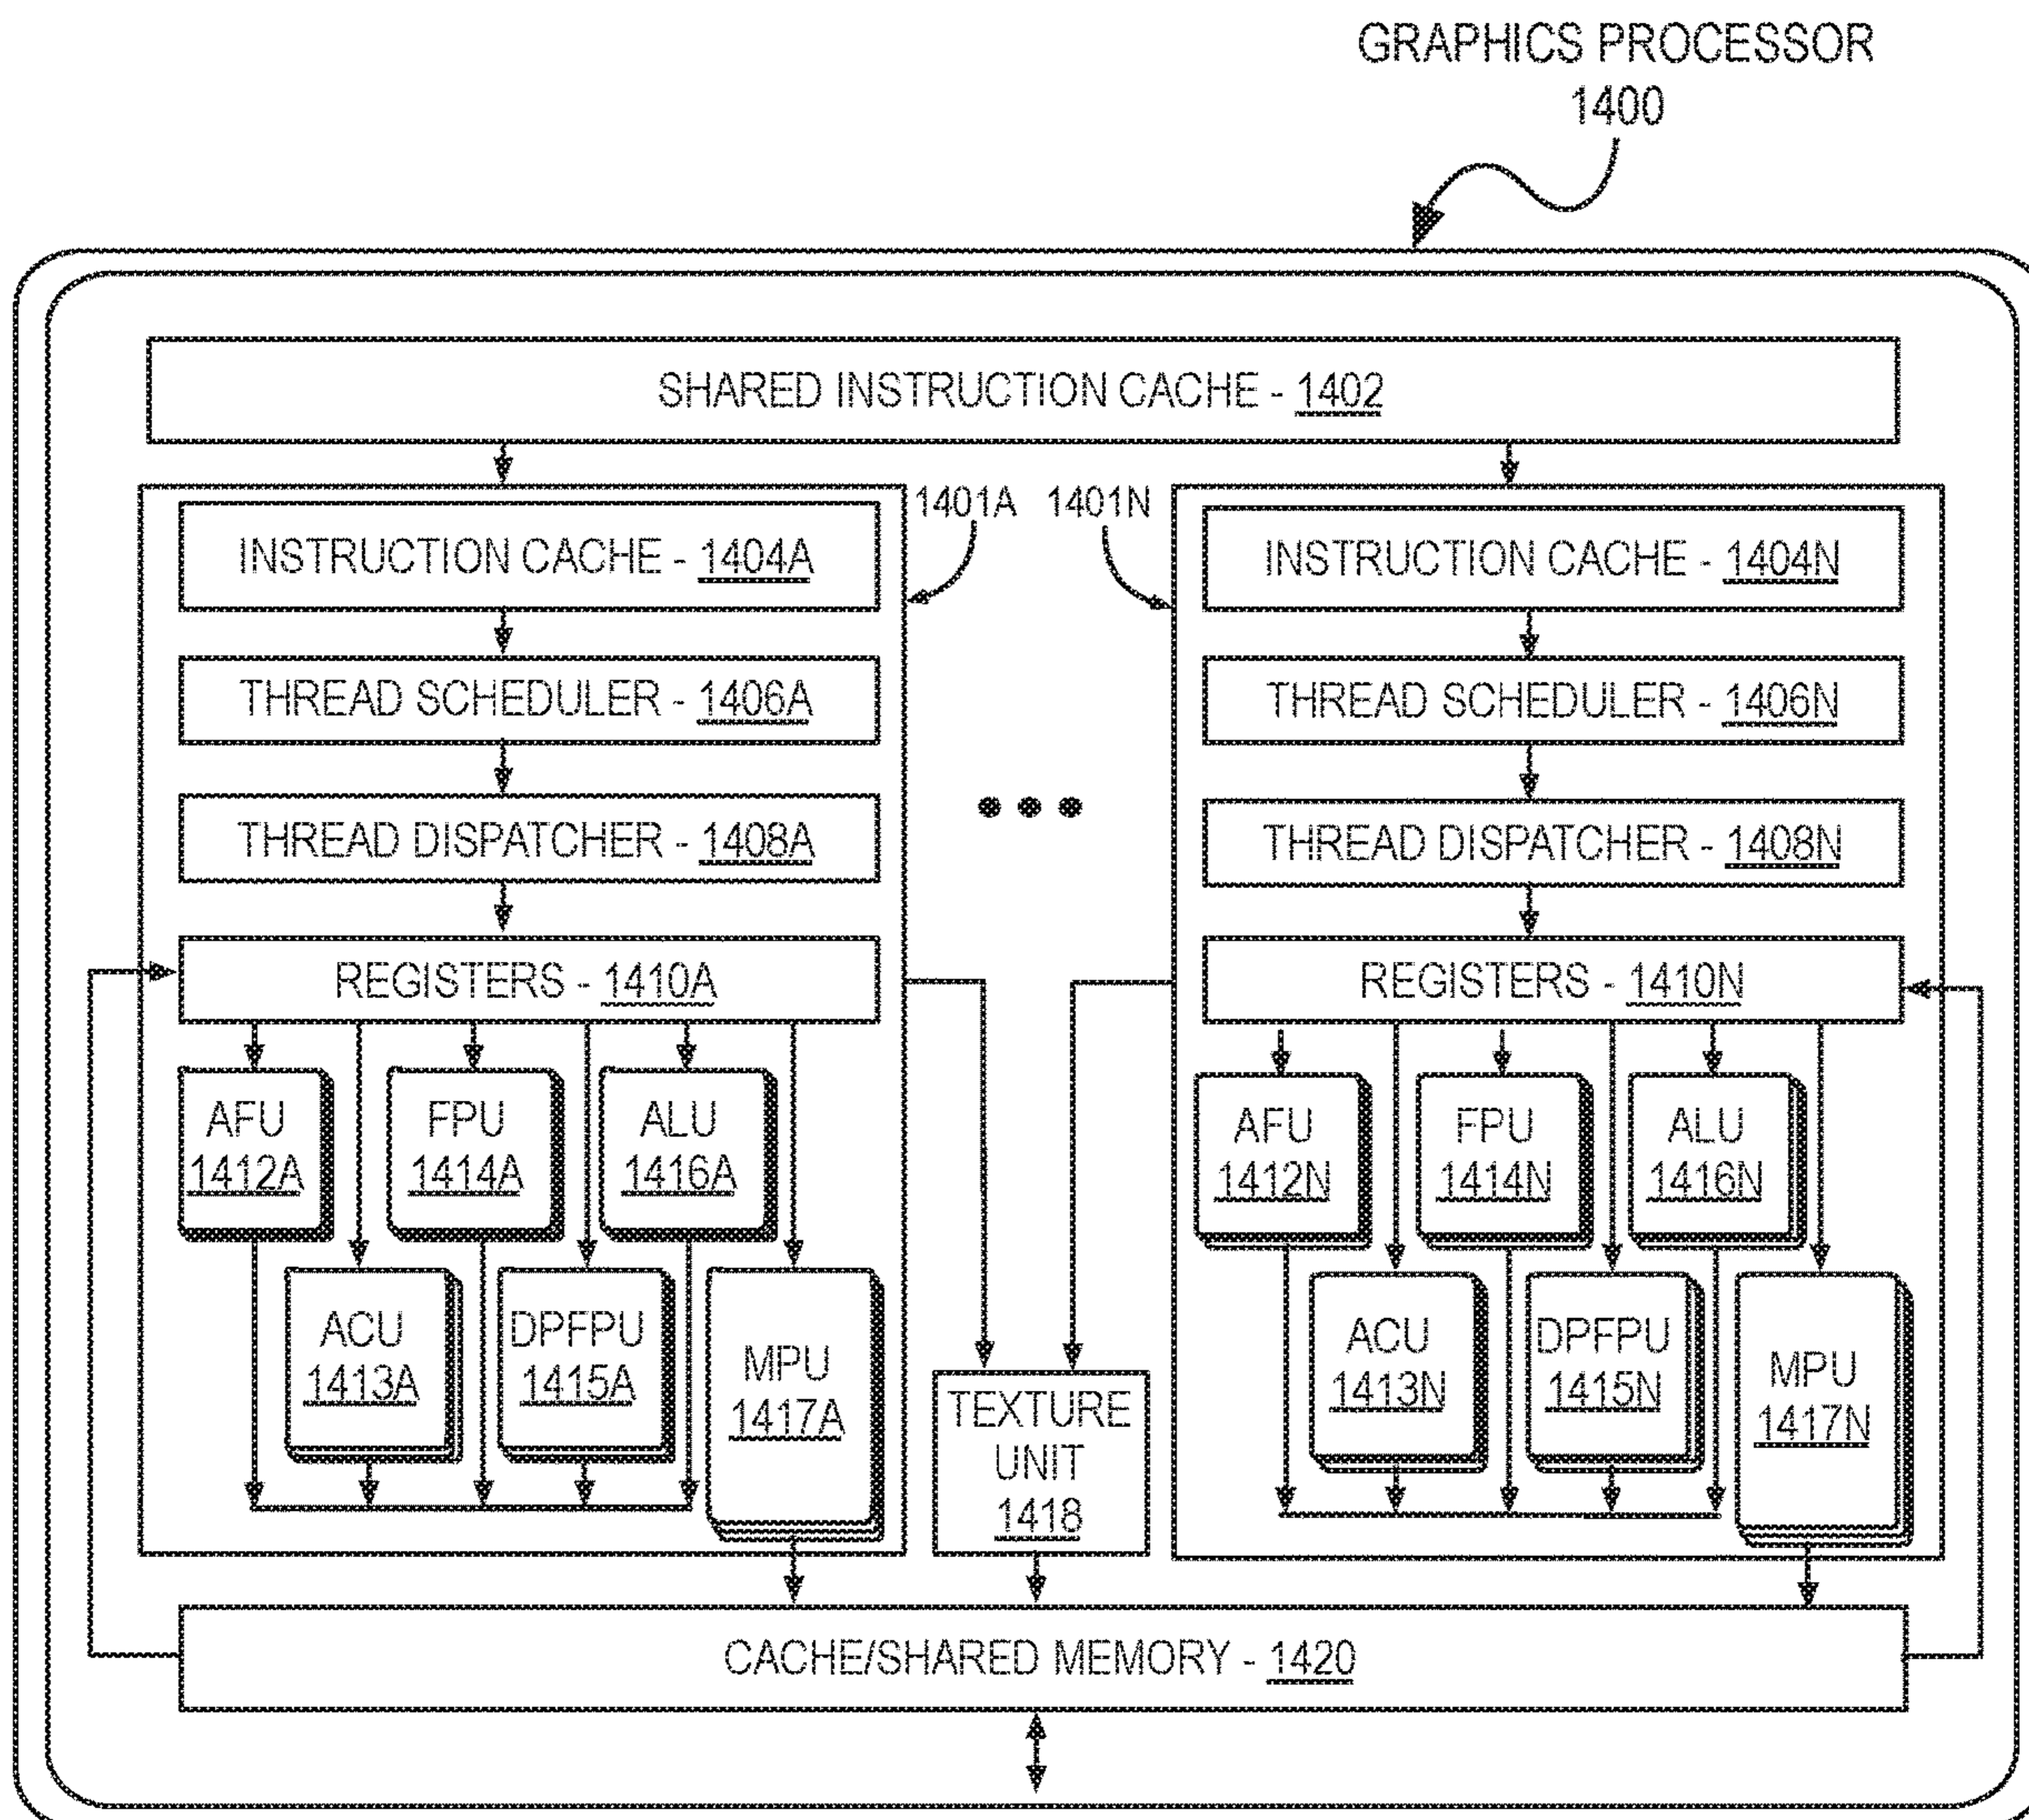 GRAPHICS PROCESSOR
1400
SHARED INSTRUCTION CACHE - 1402
1401A
1401N
INSTRUCTION CACHE - 1404A
THREAD SCHEDULER - 1406A
THREAD DISPATCHER - 1408A
REGISTERS - 1410A
AFU
1412A
FPU
1414A
ALU
1416A
ACU
1413A
DPFPU
1415A
MPU
1417A
TEXTURE
UNIT
1418
INSTRUCTION CACHE - 1404N
THREAD SCHEDULER - 1406N
THREAD DISPATCHER - 1408N
REGISTERS - 1410N
AFU
1412N
FPU
1414N
ALU
1416N
ACU
1413N
DPFPU
1415N
MPU
1417N
CACHE/SHARED MEMORY - 1420